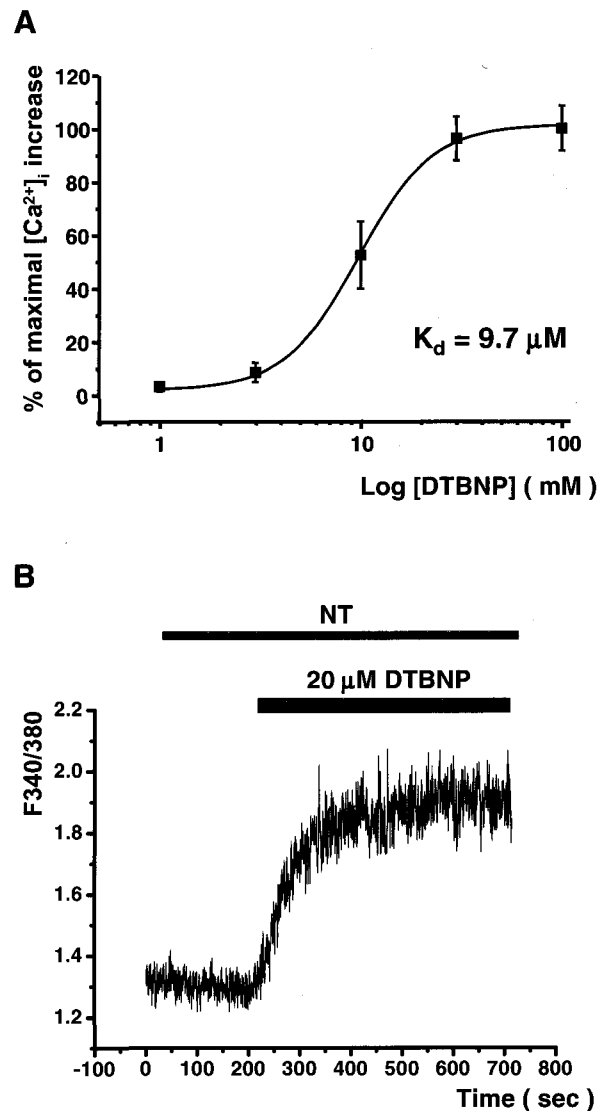 A
% of maximal [Ca²⁺]ᵢ increase
120
100
80
60
40
20
0
K_d = 9.7 μM
1
10
100
Log [DTBNP] ( mM )
B
NT
20 μM DTBNP
F340/380
2.2
2.0
1.8
1.6
1.4
1.2
-100
0
100
200
300
400
500
600
700
800
Time ( sec )